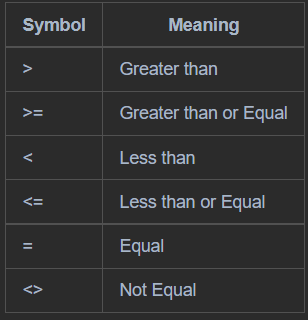 Symbol Meaning
> Greater than
>= Greater than or Equal
< Less than
<= Less than or Equal
= Equal
<> Not Equal